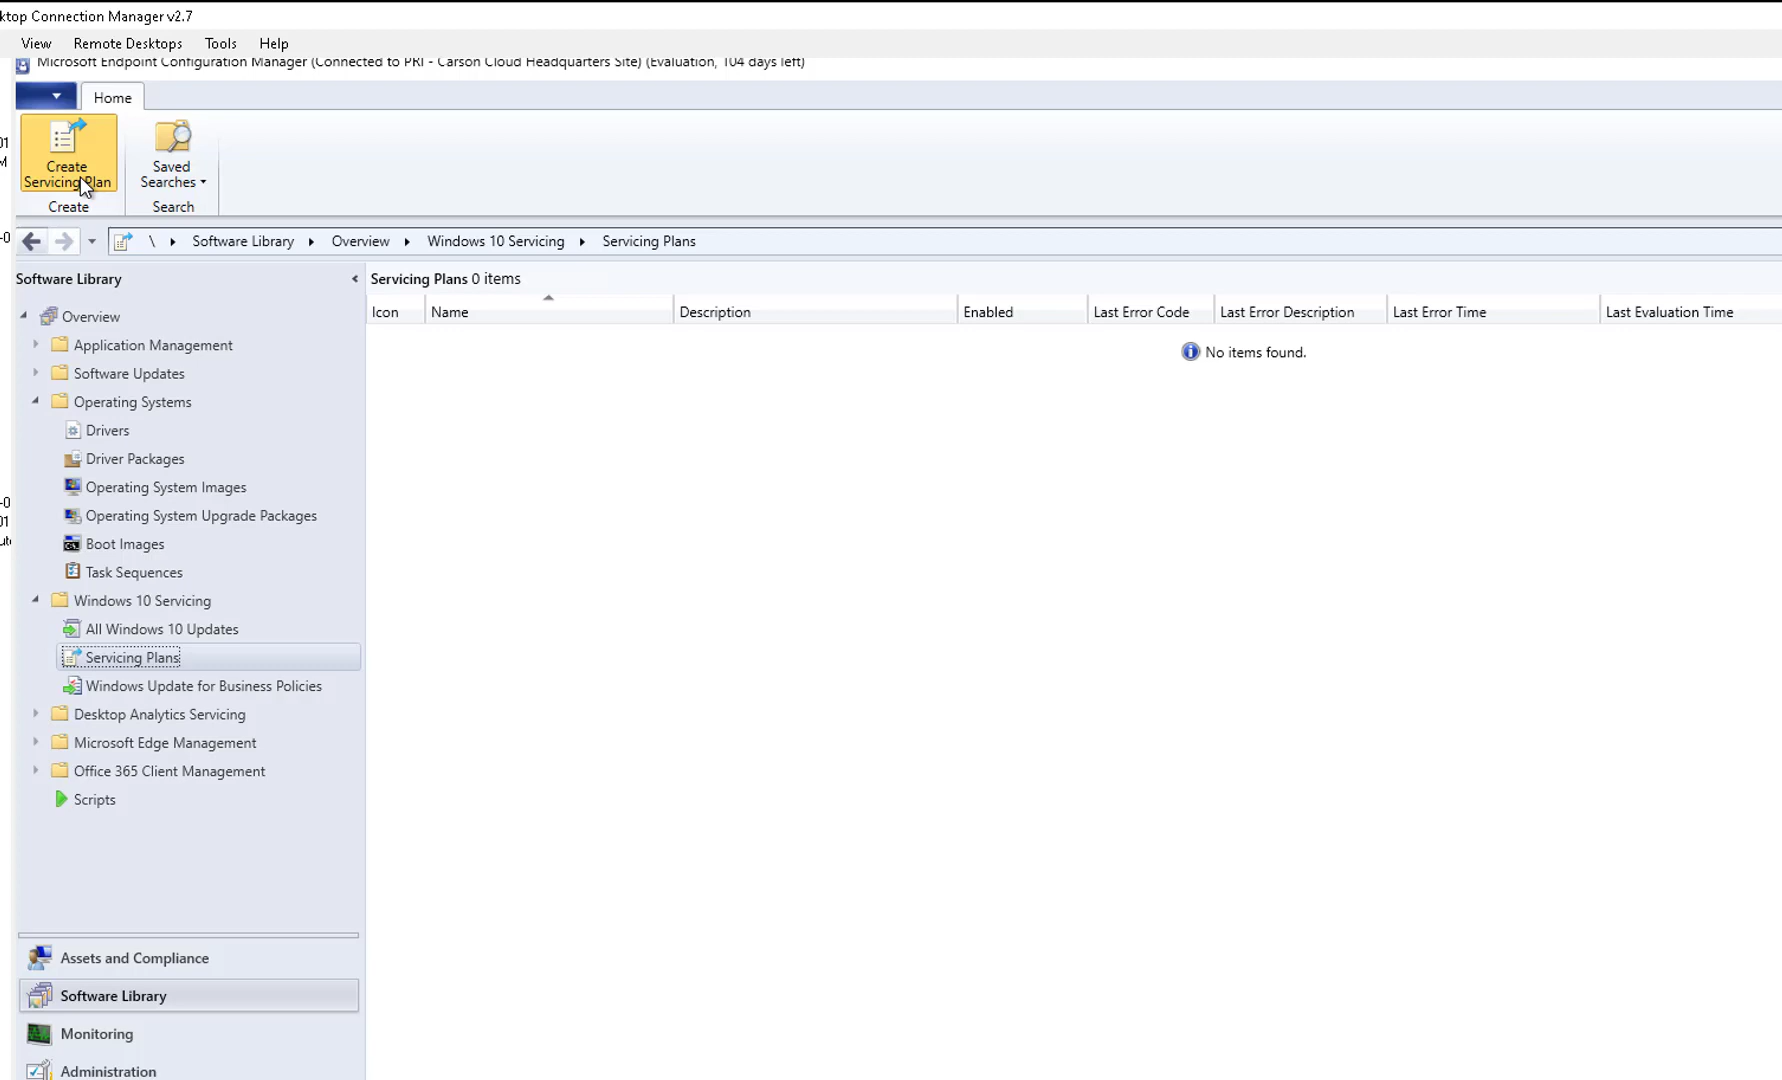 ktop Connection Manager v2.7
View Remote Desktops Tools Help
Microsoft Endpoint Configuration Manager (Connected to PRI - Carson Cloud Headquarters Site) (Evaluation, 104 days left)
Home
Create
Servicing Plan
Saved
Searches
Create
Search
\ Software Library Overview Windows 10 Servicing Servicing Plans
Software Library
Servicing Plans 0 items
Icon Name Description Enabled Last Error Code Last Error Description Last Error Time Last Evaluation Time
No items found.
Overview
Application Management
Software Updates
Operating Systems
Drivers
Driver Packages
Operating System Images
Operating System Upgrade Packages
Boot Images
Task Sequences
Windows 10 Servicing
All Windows 10 Updates
Servicing Plans
Windows Update for Business Policies
Desktop Analytics Servicing
Microsoft Edge Management
Office 365 Client Management
Scripts
Assets and Compliance
Software Library
Monitoring
Administration